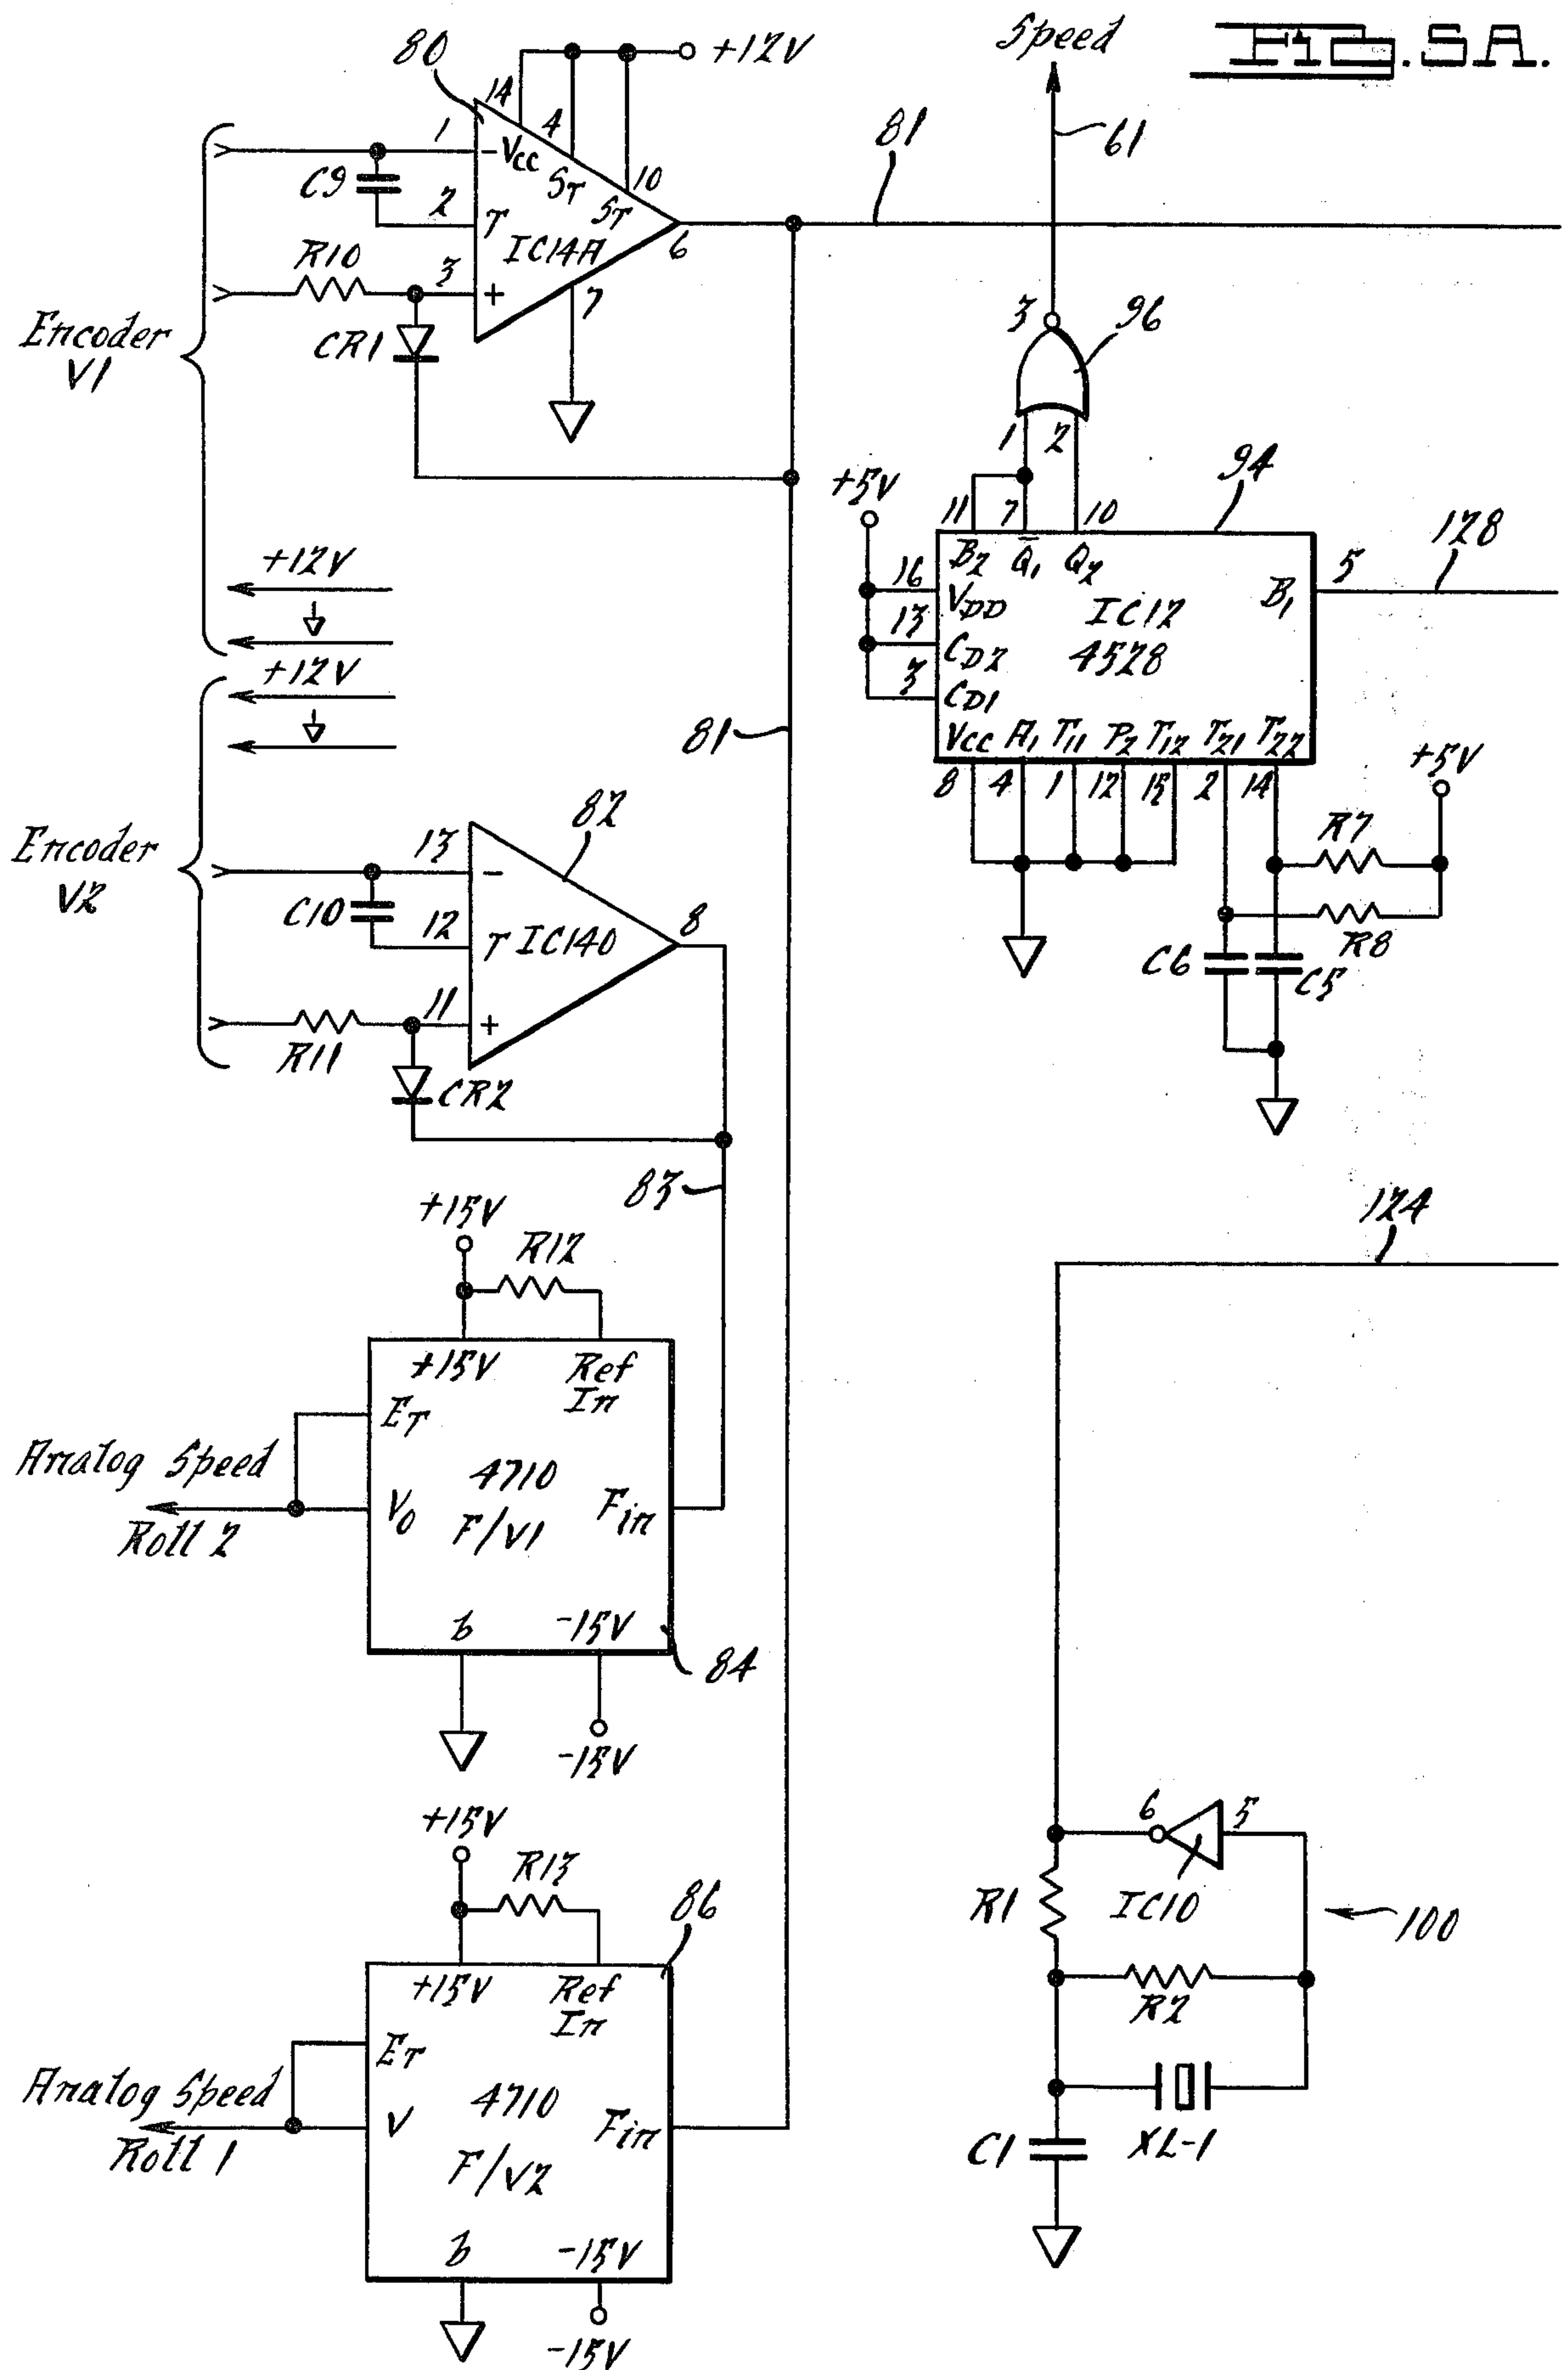 FIG. 5A.
80
+12V
Speed
14
1
4
-
VCC
ST
10
ST
C9
2
T
IC14A
6
81
61
R10
3
+
7
CR1
Encoder
V1
3
96
1
2
+12V
+12V
+5V
11
7
10
94
B2
Q̅1
Q2
16
VDD
IC12
B1
5
128
13
CD2
4528
3
CD1
VCC
A1
T11
P2
T12
T21
T22
8
4
1
12
15
2
14
+5V
81
R7
R8
C6
C5
82
Encoder
V2
13
-
C10
12
T
IC140
8
11
+
R11
CR2
83
124
+15V
R12
+15V
Ref
In
ET
Analog Speed
4710
V0
Fin
Roll 2
F/V1
b
-15V
84
-15V
+15V
R13
86
+15V
Ref
In
ET
Analog Speed
4710
V
Fin
Roll 1
F/V2
b
-15V
-15V
6
5
R1
IC10
100
R2
C1
XL-1